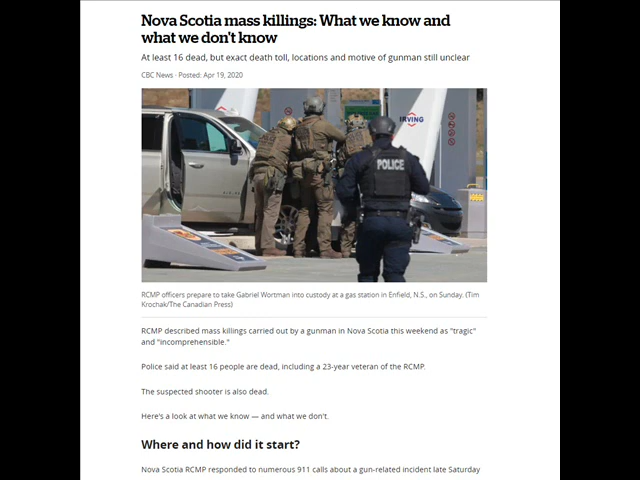 Nova Scotia mass killings: What we know and
what we don't know
At least 16 dead, but exact death toll, locations and motive of gunman still unclear
CBC News · Posted: Apr 19, 2020
IRVING
POLICE
RCMP officers prepare to take Gabriel Wortman into custody at a gas station in Enfield, N.S., on Sunday. (Tim
Krochak/The Canadian Press)
RCMP described mass killings carried out by a gunman in Nova Scotia this weekend as "tragic"
and "incomprehensible."
Police said at least 16 people are dead, including a 23-year veteran of the RCMP.
The suspected shooter is also dead.
Here's a look at what we know — and what we don't.
Where and how did it start?
Nova Scotia RCMP responded to numerous 911 calls about a gun-related incident late Saturday